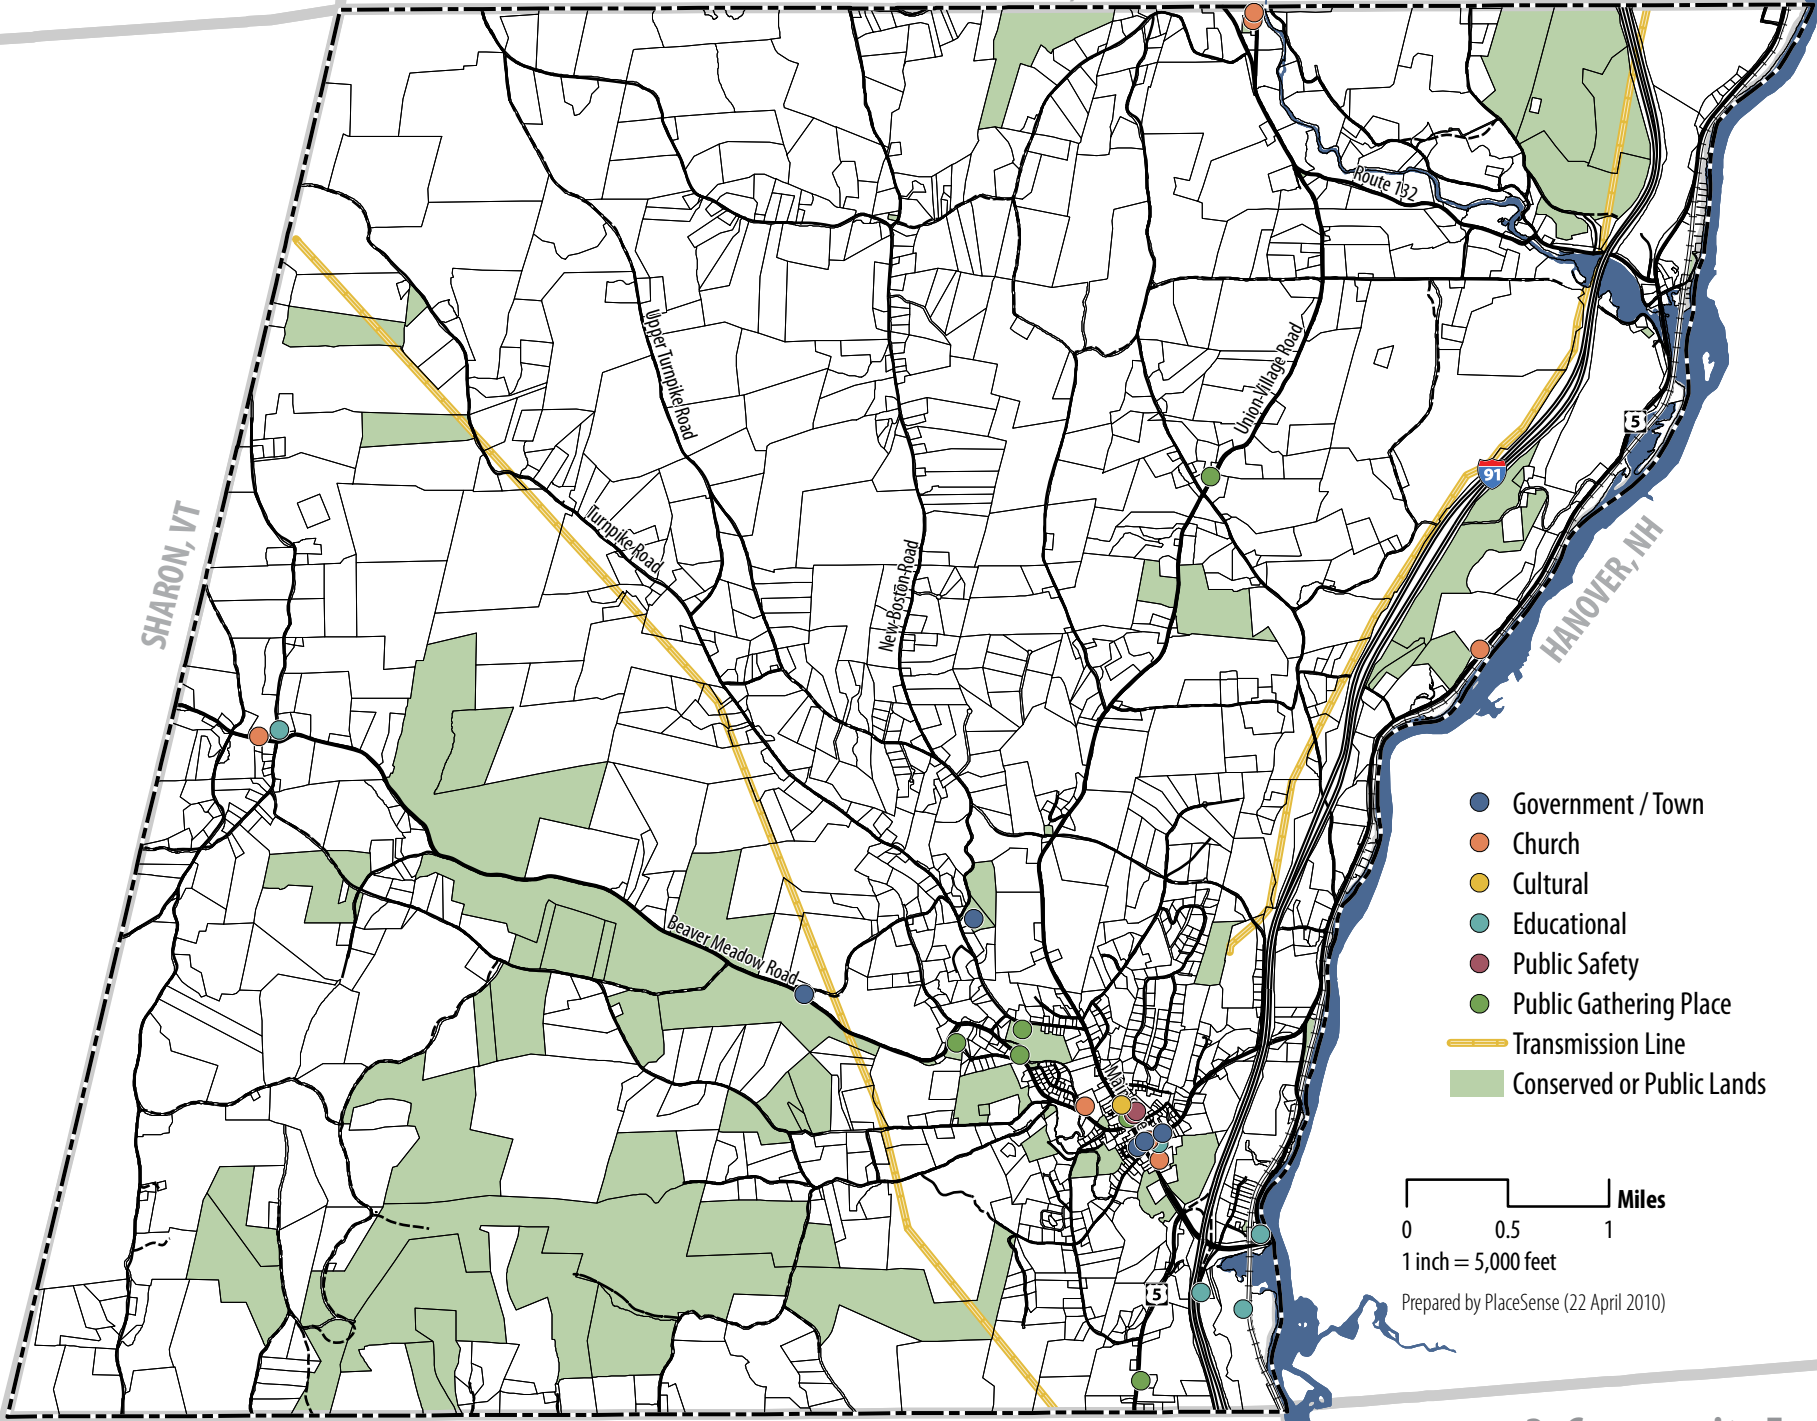 Route 132
Upper Turnpike Road
Union Village Road
5
91
Turnpike Road
New Boston Road
SHARON, VT
HANOVER, NH
Government / Town
Church
Cultural
Educational
Public Safety
Public Gathering Place
Transmission Line
Conserved or Public Lands
Beaver Meadow Road
Main
Miles
0 0.5 1
1 inch = 5,000 feet
5
Prepared by PlaceSense (22 April 2010)